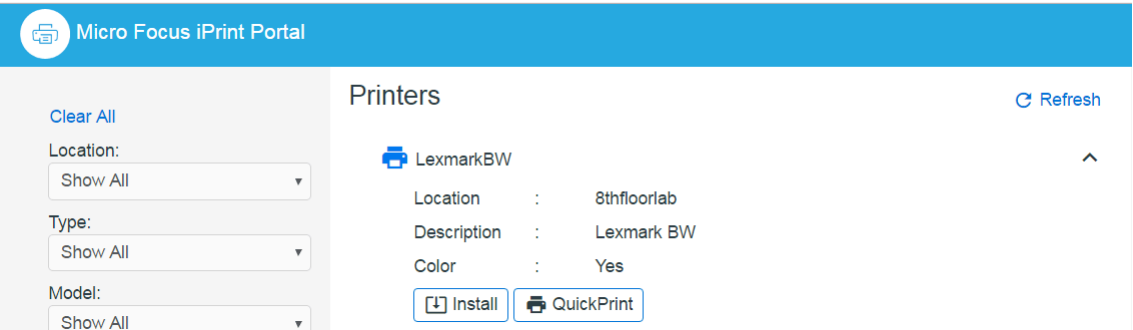 Micro Focus iPrint Portal
Printers
Refresh
Clear All
Location:
Show All
Type:
Show All
Model:
Show All
LexmarkBW
Location : 8thfloorlab
Description : Lexmark BW
Color : Yes
Install QuickPrint